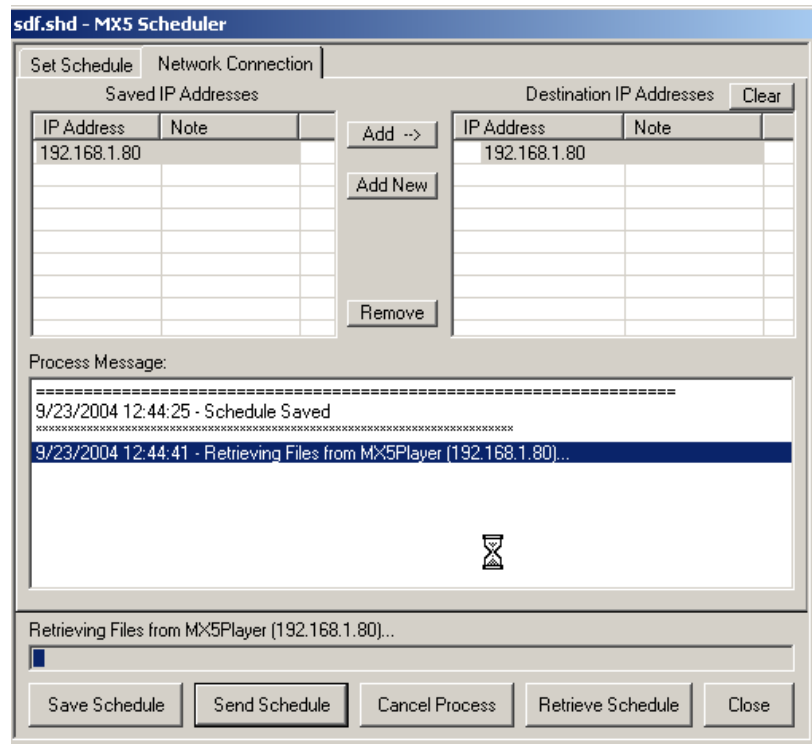 sdf.shd - MX5 Scheduler
Set Schedule Network Connection
Saved IP Addresses Destination IP Addresses Clear
IP Address Note Add --> IP Address Note
192.168.1.80 192.168.1.80
Add New
Remove
Process Message:
===================================================================
9/23/2004 12:44:25 - Schedule Saved
××××××××××××××××××××××××××××××××××××××××××××××××××××××××××××××××××××××××××××
9/23/2004 12:44:41 - Retrieving Files from MX5Player (192.168.1.80)...
Retrieving Files from MX5Player (192.168.1.80)...
Save Schedule Send Schedule Cancel Process Retrieve Schedule Close